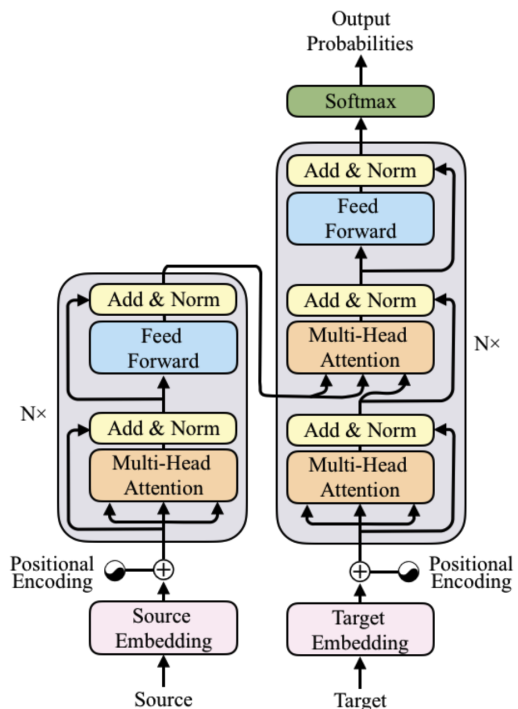 Output
Probabilities
Softmax
Add & Norm
Feed
Forward
Add & Norm
Multi-Head
Attention
N×
Add & Norm
Multi-Head
Attention
Positional
Encoding
Target
Embedding
Target
Add & Norm
Feed
Forward
N×
Add & Norm
Multi-Head
Attention
Positional
Encoding
Source
Embedding
Source